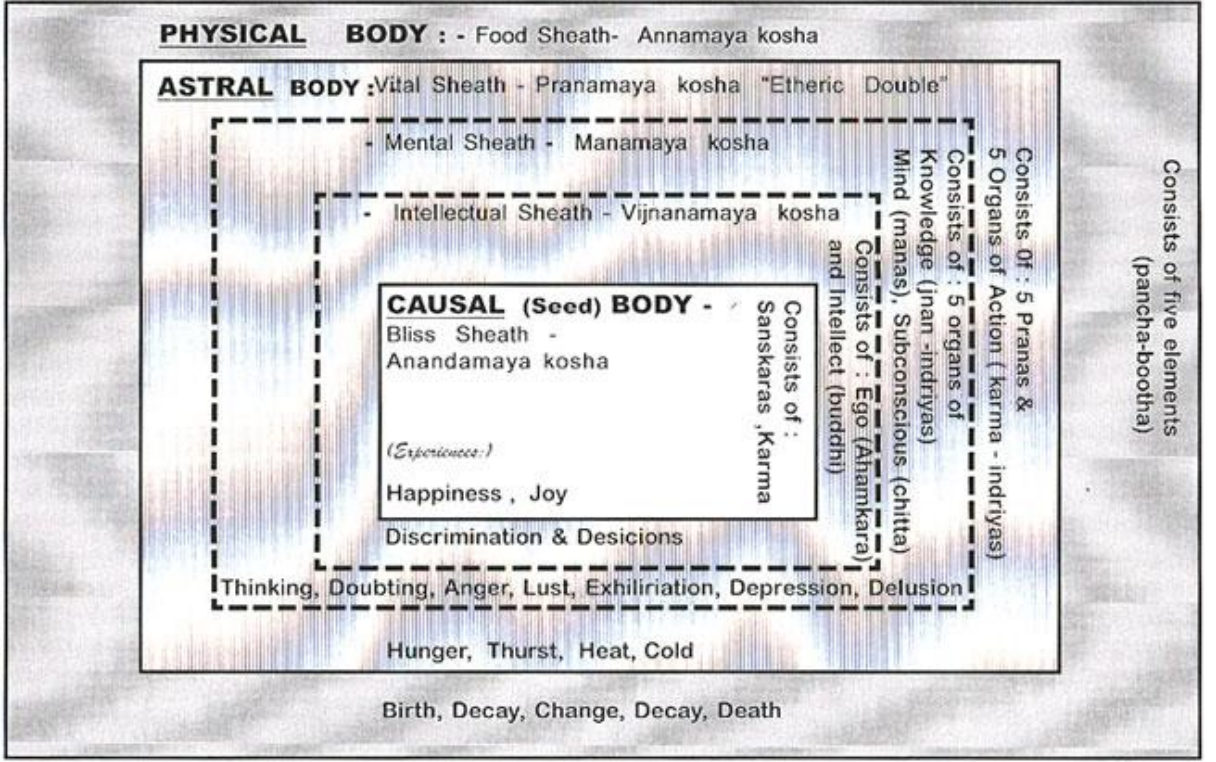 PHYSICAL BODY : - Food Sheath- Annamaya kosha
ASTRAL BODY :Vital Sheath - Pranamaya kosha "Etheric Double"
- Mental Sheath - Manamaya kosha
- Intellectual Sheath - Vijnanamaya kosha
CAUSAL (Seed) BODY -
Bliss Sheath -
Anandamaya kosha
(Experiences:)
Happiness , Joy
Consists of :
Sanskaras ,Karma
Discrimination & Desicions
Consists of : Ego (Ahamkara)
and Intellect (buddhi)
Thinking, Doubting, Anger, Lust, Exhiliriation, Depression, Delusion
Consists of : 5 organs of
Knowledge (jnan -indriyas)
Mind (manas), Subconscious (chitta)
Hunger, Thurst, Heat, Cold
Consists 0f : 5 Pranas &
5 Organs of Action ( karma - indriyas)
Birth, Decay, Change, Decay, Death
Consists of five elements
(pancha-bootha)